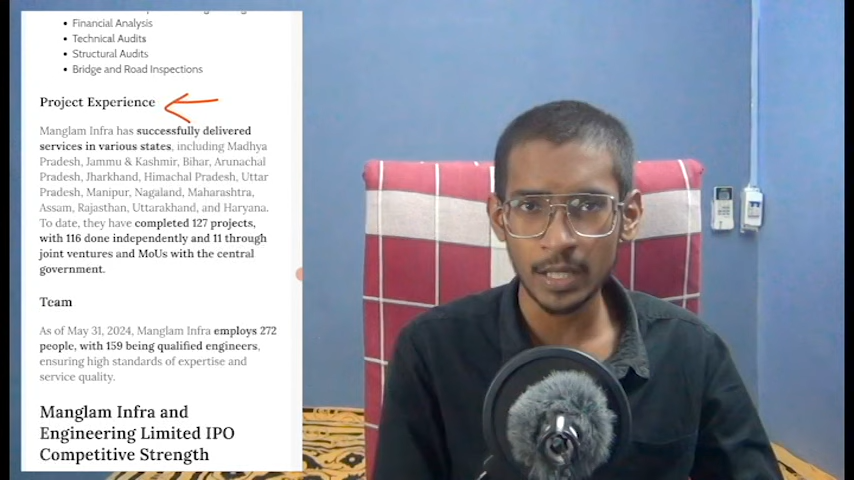 • Financial Analysis
• Technical Audits
• Structural Audits
• Bridge and Road Inspections
Project Experience
Manglam Infra has successfully delivered
services in various states, including Madhya
Pradesh, Jammu & Kashmir, Bihar, Arunachal
Pradesh, Jharkhand, Himachal Pradesh, Uttar
Pradesh, Manipur, Nagaland, Maharashtra,
Assam, Rajasthan, Uttarakhand, and Haryana.
To date, they have completed 127 projects,
with 116 done independently and 11 through
joint ventures and MoUs with the central
government.
Team
As of May 31, 2024, Manglam Infra employs 272
people, with 159 being qualified engineers,
ensuring high standards of expertise and
service quality.
Manglam Infra and
Engineering Limited IPO
Competitive Strength